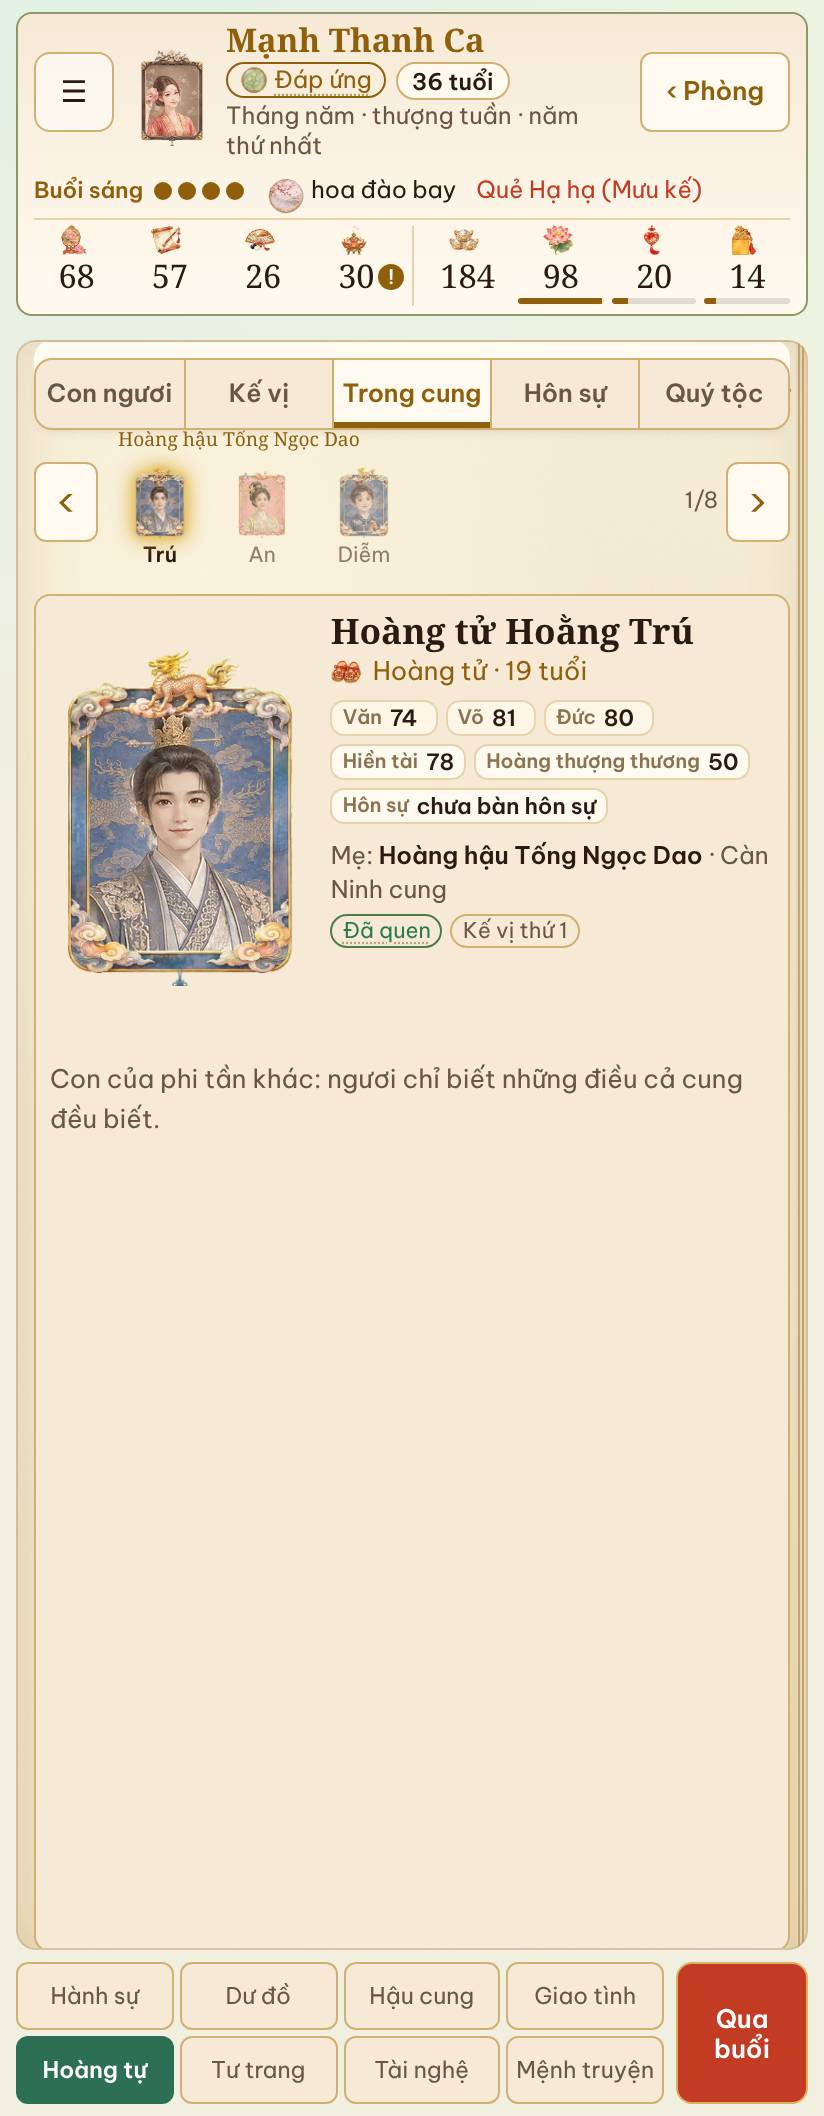 Mạnh Thanh Ca
Đáp ứng 36 tuổi
Tháng năm · thượng tuần · năm
thứ nhất
☰
‹ Phòng
Buổi sáng hoa đào bay Quẻ Hạ hạ (Mưu kế)
68 57 26 30 ! 184 98 20 14
Con ngươi Kế vị Trong cung Hôn sự Quý tộc
Hoàng hậu Tống Ngọc Dao
‹ Trú An Diễm 1/8 ›
Hoàng tử Hoằng Trú
Hoàng tử · 19 tuổi
Văn 74 Võ 81 Đức 80
Hiền tài 78 Hoàng thượng thương 50
Hôn sự chưa bàn hôn sự
Mẹ: Hoàng hậu Tống Ngọc Dao · Càn
Ninh cung
Đã quen Kế vị thứ 1
Con của phi tần khác: ngươi chỉ biết những điều cả cung
đều biết.
Hành sự Dư đồ Hậu cung Giao tình
Hoàng tự Tư trang Tài nghệ Mệnh truyện
Qua
buổi